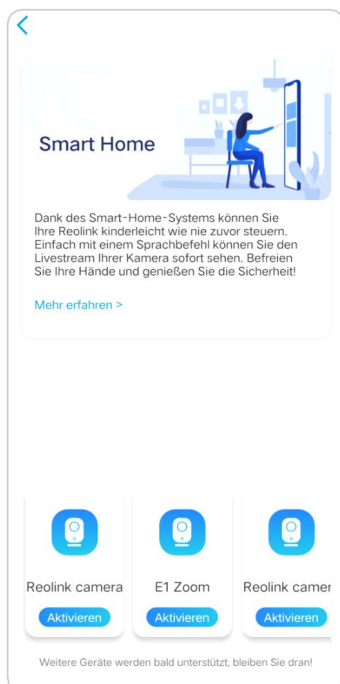 Smart Home
Dank des Smart-Home-Systems können Sie
Ihre Reolink kinderleicht wie nie zuvor steuern.
Einfach mit einem Sprachbefehl können Sie den
Livestream Ihrer Kamera sofort sehen. Befreien
Sie Ihre Hände und genießen Sie die Sicherheit!
Mehr erfahren >
Reolink camera E1 Zoom Reolink camer
Aktivieren Aktivieren Aktivieren
Weitere Geräte werden bald unterstützt, bleiben Sie dran!